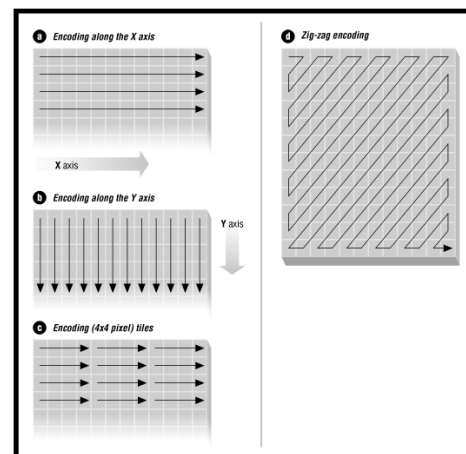 a Encoding along the X axis
X axis
b Encoding along the Y axis
Y axis
c Encoding (4x4 pixel) tiles
d Zig-zag encoding